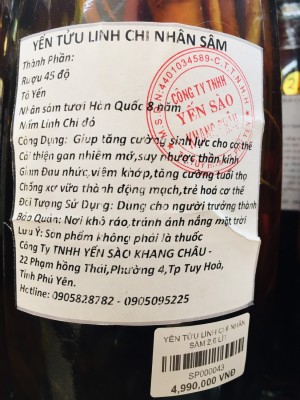 YẾN TỬU LINH CHI NHÂN SÂM
Thành Phần:
Rượu 45 độ
Tổ Yến
Nhân sâm tươi Hàn Quốc 8 năm
Nấm Linh Chi đỏ
Công Dụng: Giup tăng cường sinh lực cho cơ thể
Cải thiện gan nhiễm mỡ, suy nhược thần kinh
Giun Đau nhức, viêm khớp, tăng cường tuổi thọ
Chống xơ vữa thành động mạch, trẻ hoá cơ thể
Đối Tượng Sử Dụng: Dùng cho người trưởng thành
Bảo Quản: Nơi khô ráo, tránh ánh nắng mặt trời
Lưu Ý: Sản phẩm không phải là thuốc
Công Ty TNHH YẾN SÀO KHANG CHÂU -
22 Phạm hồng Thái, Phường 4, Tp Tuy Hoà,
Tỉnh Phú Yên.
Hotline: 0905828782 - 0905095225
M.S.D.N:4401034589-C.T.T.N.H.H
CÔNG TY TNHH
YẾN SÀO
KHANG CHÂU
YẾN TỬU LINH CHI NHÂN
SÂM 2.6 LÍT
SP000043
4,990,000 VNĐ